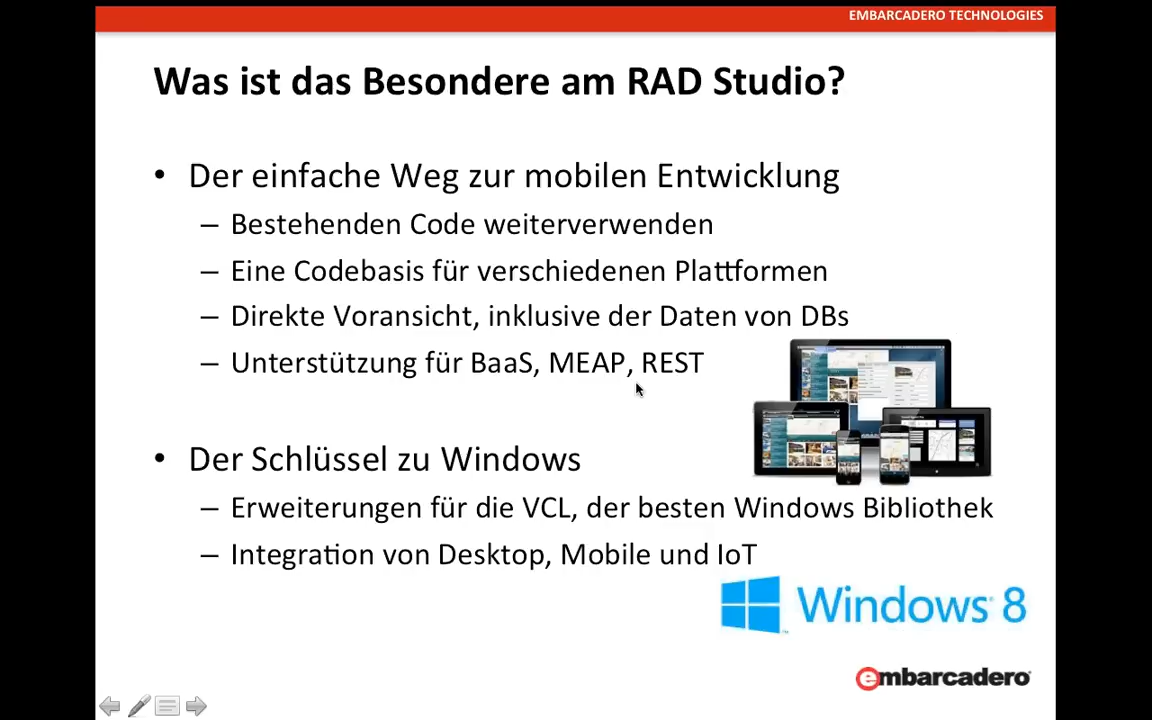 EMBARCADERO TECHNOLOGIES
Was ist das Besondere am RAD Studio?
• Der einfache Weg zur mobilen Entwicklung
– Bestehenden Code weiterverwenden
– Eine Codebasis für verschiedenen Plattformen
– Direkte Voransicht, inklusive der Daten von DBs
– Unterstützung für BaaS, MEAP, REST
• Der Schlüssel zu Windows
– Erweiterungen für die VCL, der besten Windows Bibliothek
– Integration von Desktop, Mobile und IoT
Windows 8
embarcadero